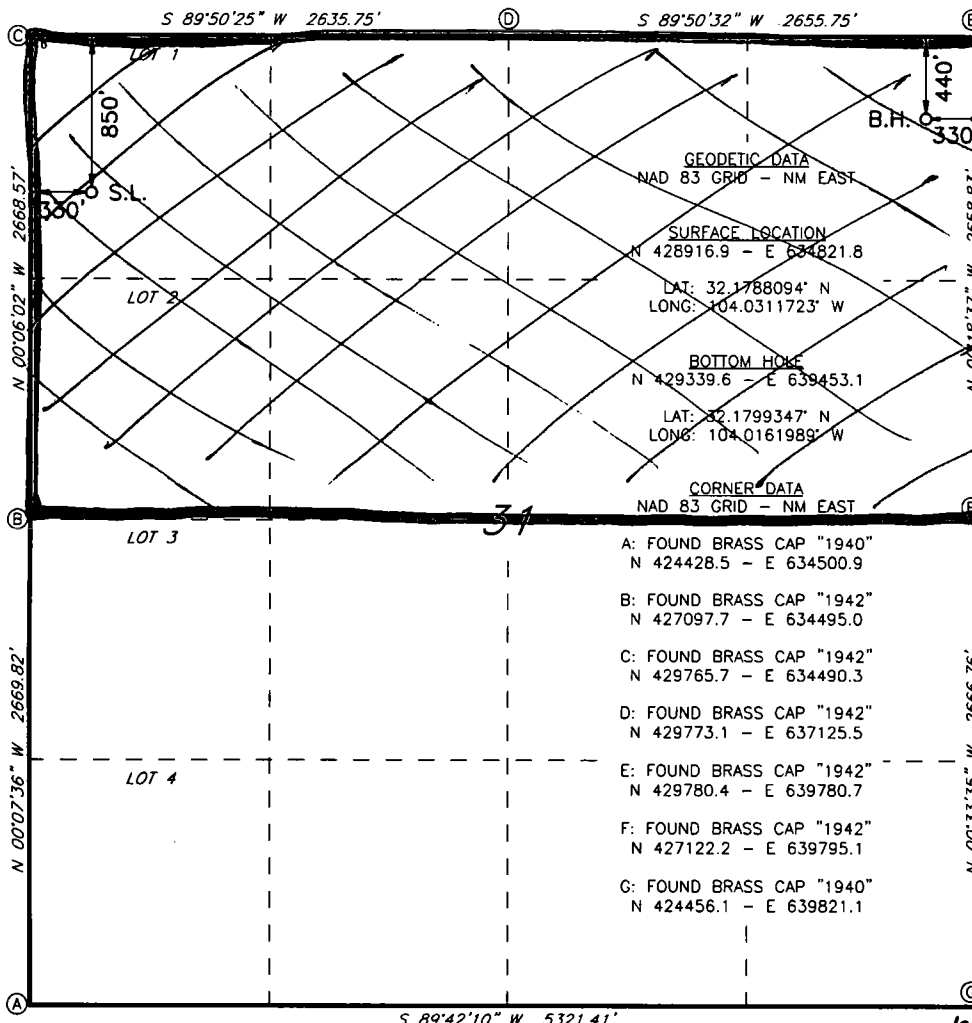 S 89°50'25" W 2635.75'
S 89°50'32" W 2655.75'
C
D
LOT 1
850'
440'
B.H.
330'
S.L.
N 00°06'02" W 2668.57'
GEODETIC DATA
NAD 83 GRID – NM EAST
SURFACE LOCATION
N 428916.9 – E 634821.8
LOT 2
LAT: 32.1788094° N
LONG: 104.0311723° W
BOTTOM HOLE
N 429339.6 – E 639453.1
LAT: 32.1799347° N
LONG: 104.0161989° W
CORNER DATA
NAD 83 GRID – NM EAST
B
31
LOT 3
A: FOUND BRASS CAP "1940"
N 424428.5 – E 634500.9
B: FOUND BRASS CAP "1942"
N 427097.7 – E 634495.0
C: FOUND BRASS CAP "1942"
N 429765.7 – E 634490.3
N 00°07'36" W 2669.82'
D: FOUND BRASS CAP "1942"
N 429773.1 – E 637125.5
LOT 4
E: FOUND BRASS CAP "1942"
N 429780.4 – E 639780.7
F: FOUND BRASS CAP "1942"
N 427122.2 – E 639795.1
G: FOUND BRASS CAP "1940"
N 424456.1 – E 639821.1
A
S 89°42'10" W 5321.41'